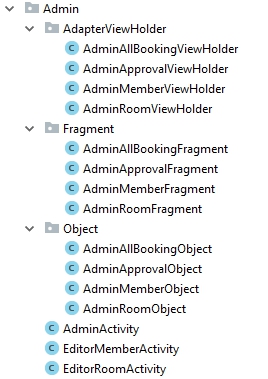 Admin
AdapterViewHolder
C AdminAllBookingViewHolder
C AdminApprovalViewHolder
C AdminMemberViewHolder
C AdminRoomViewHolder
Fragment
C AdminAllBookingFragment
C AdminApprovalFragment
C AdminMemberFragment
C AdminRoomFragment
Object
C AdminAllBookingObject
C AdminApprovalObject
C AdminMemberObject
C AdminRoomObject
C AdminActivity
C EditorMemberActivity
C EditorRoomActivity